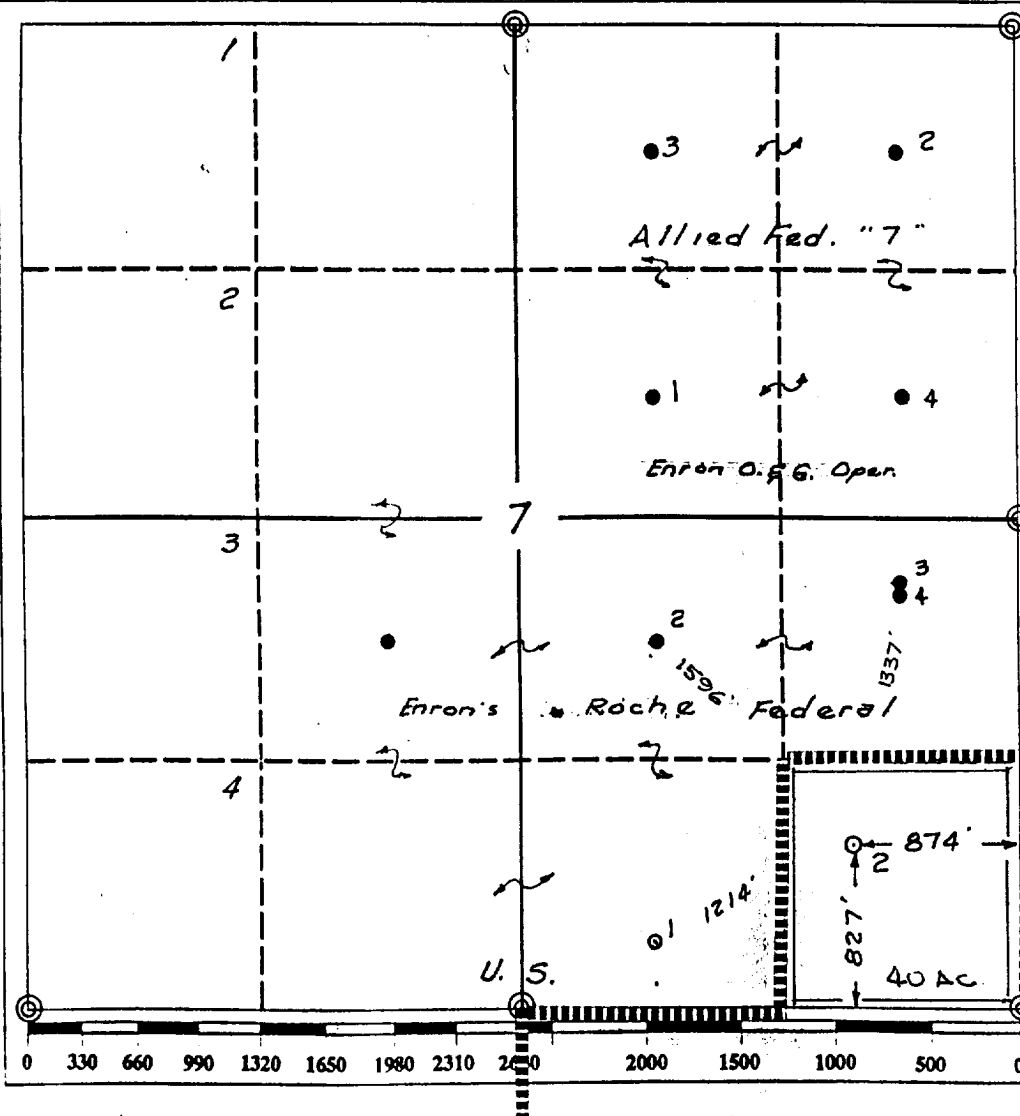 1
3 2
Allied Fed. "7"
2
1 4
Enron O.&G. Oper.
7
3
3
4
2
1596'
1337'
Enron's Roche Federal
4
874'
2
827'
1
1214'
U. S.
40 AC
0 330 660 990 1320 1650 1980 2310 2000 1500 1000 500 0